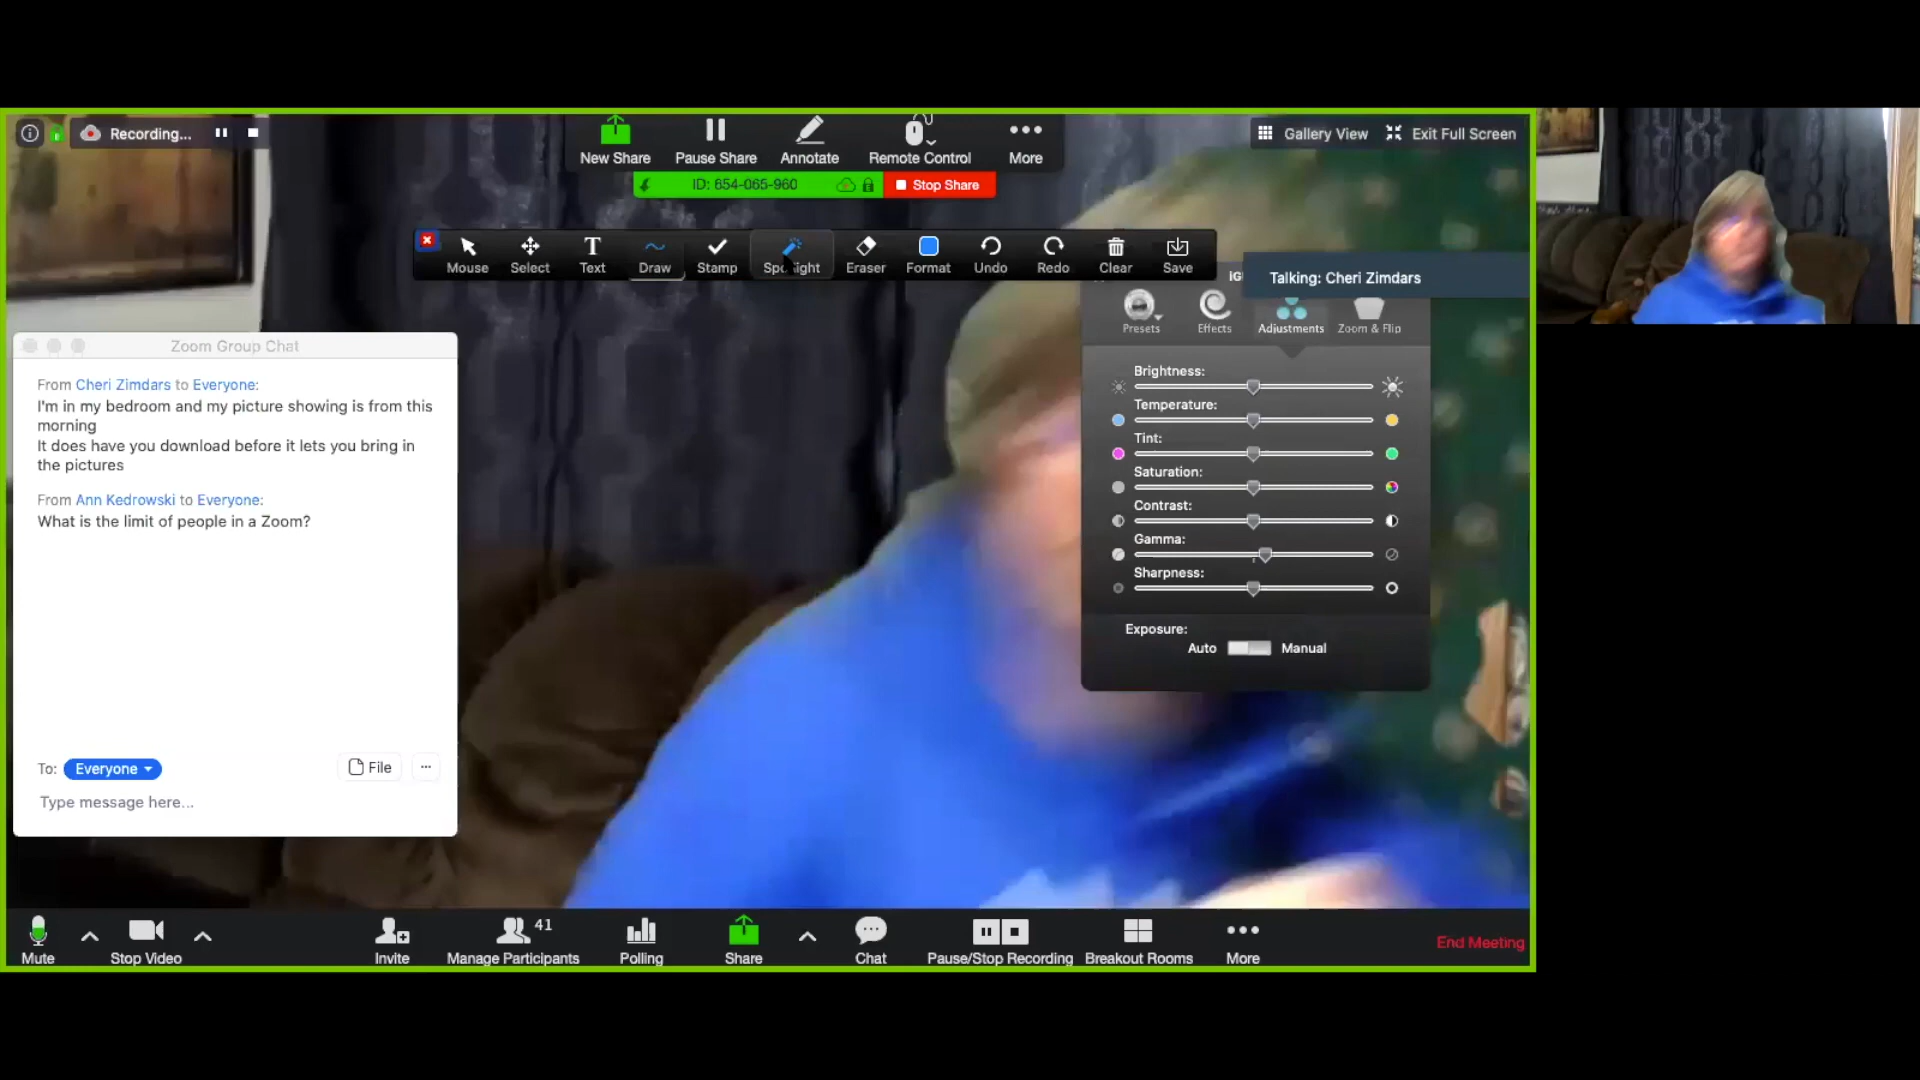 Recording...
New Share
Pause Share
Annotate
Remote Control
More
Gallery View
Exit Full Screen
ID: 654-065-960
Stop Share
Mouse
Select
Text
Draw
Stamp
Spotlight
Eraser
Format
Undo
Redo
Clear
Save
Talking: Cheri Zimdars
Presets
Effects
Adjustments
Zoom & Flip
Zoom Group Chat
From Cheri Zimdars to Everyone:
I'm in my bedroom and my picture showing is from this
morning
It does have you download before it lets you bring in
the pictures
From Ann Kedrowski to Everyone:
What is the limit of people in a Zoom?
To: Everyone
File
Type message here...
Brightness:
Temperature:
Tint:
Saturation:
Contrast:
Gamma:
Sharpness:
Exposure:
Auto
Manual
Mute
Stop Video
Invite
41
Manage Participants
Polling
Share
Chat
Pause/Stop Recording
Breakout Rooms
More
End Meeting